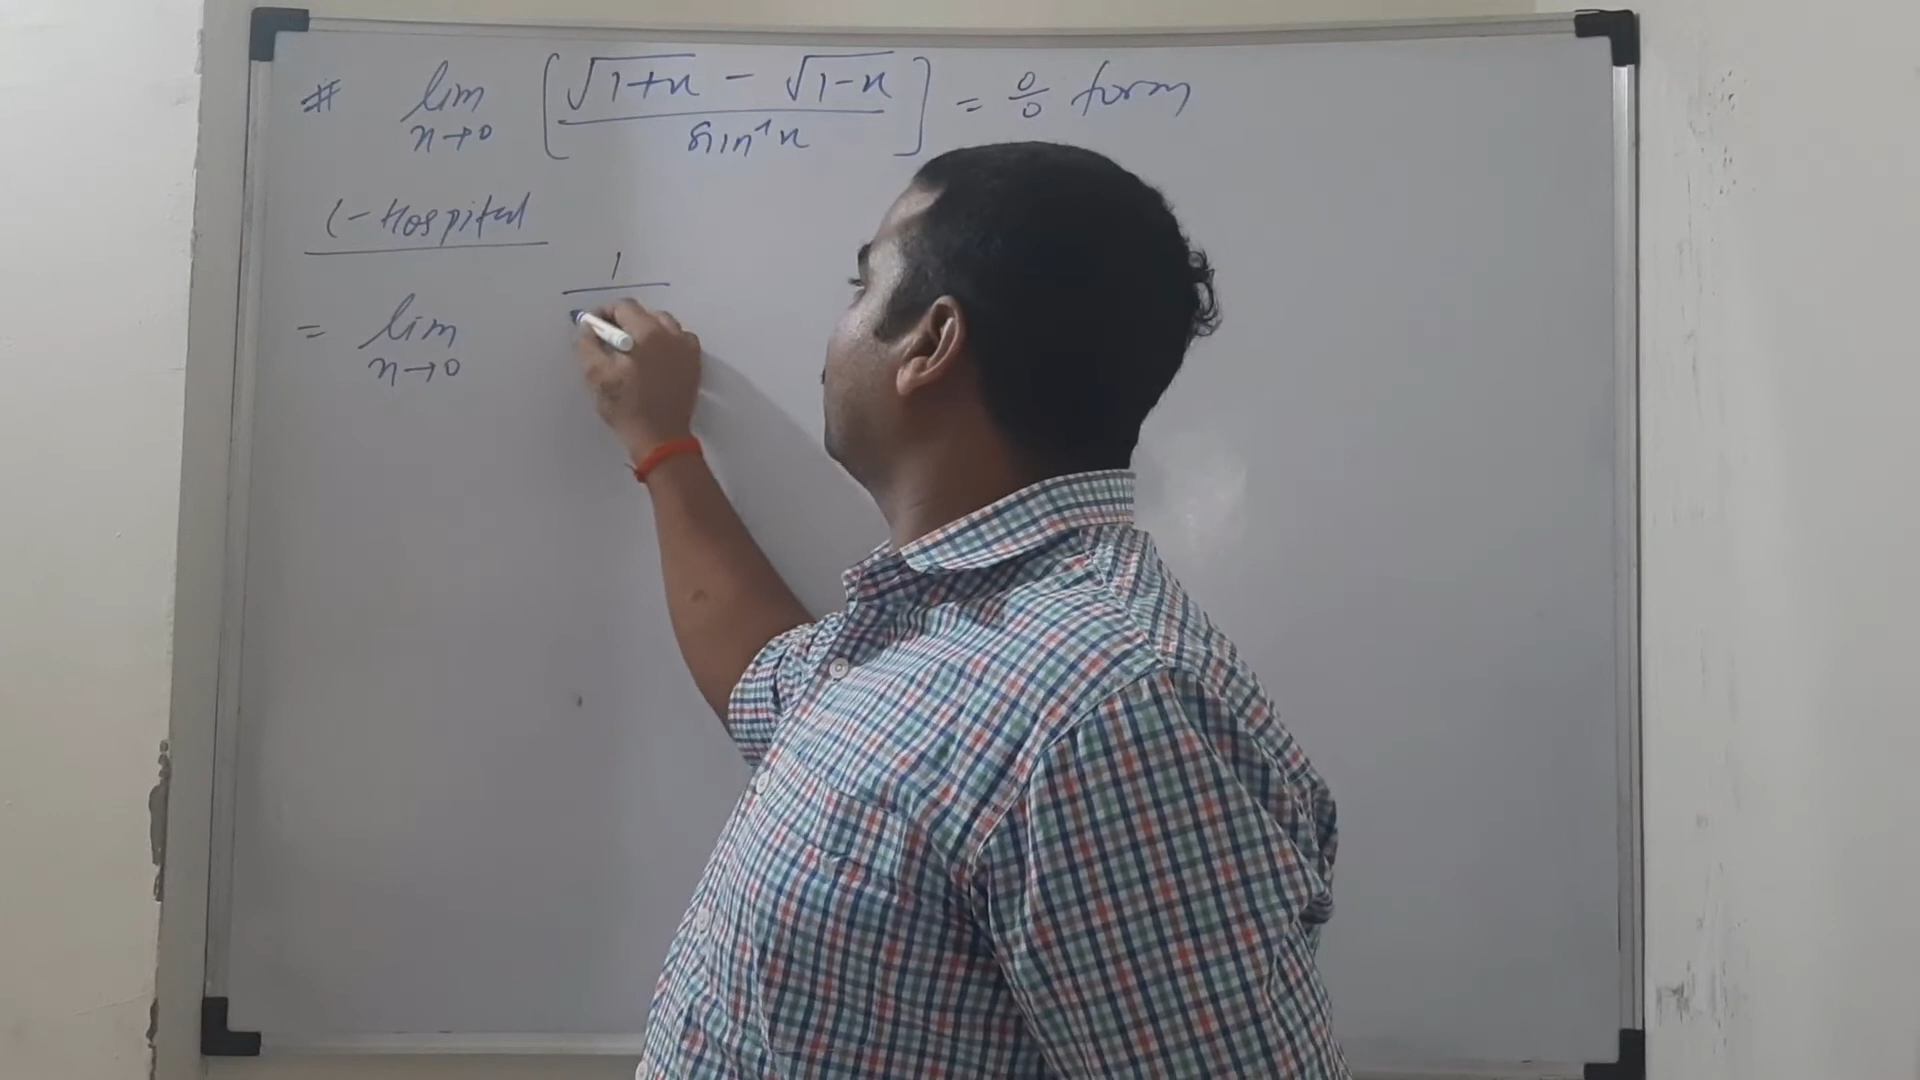 # lim x→0 [ (√1+x - √1-x) / sin⁻¹x ] = 0/0 form
L-Hospital
= lim x→0 1